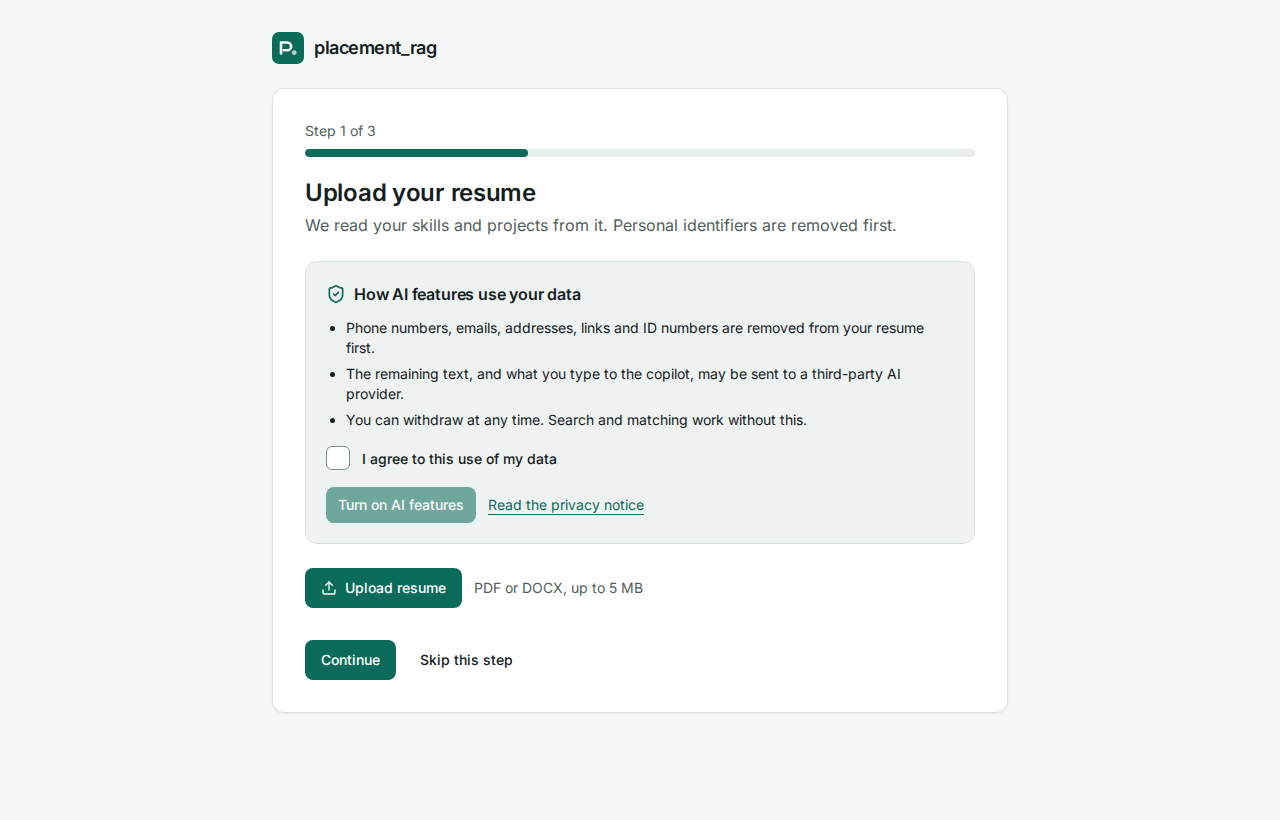 P.
placement_rag
Step 1 of 3
Upload your resume
We read your skills and projects from it. Personal identifiers are removed first.
How AI features use your data
Phone numbers, emails, addresses, links and ID numbers are removed from your resume
first.
The remaining text, and what you type to the copilot, may be sent to a third-party AI
provider.
You can withdraw at any time. Search and matching work without this.
I agree to this use of my data
Turn on AI features Read the privacy notice
Upload resume PDF or DOCX, up to 5 MB
Continue Skip this step